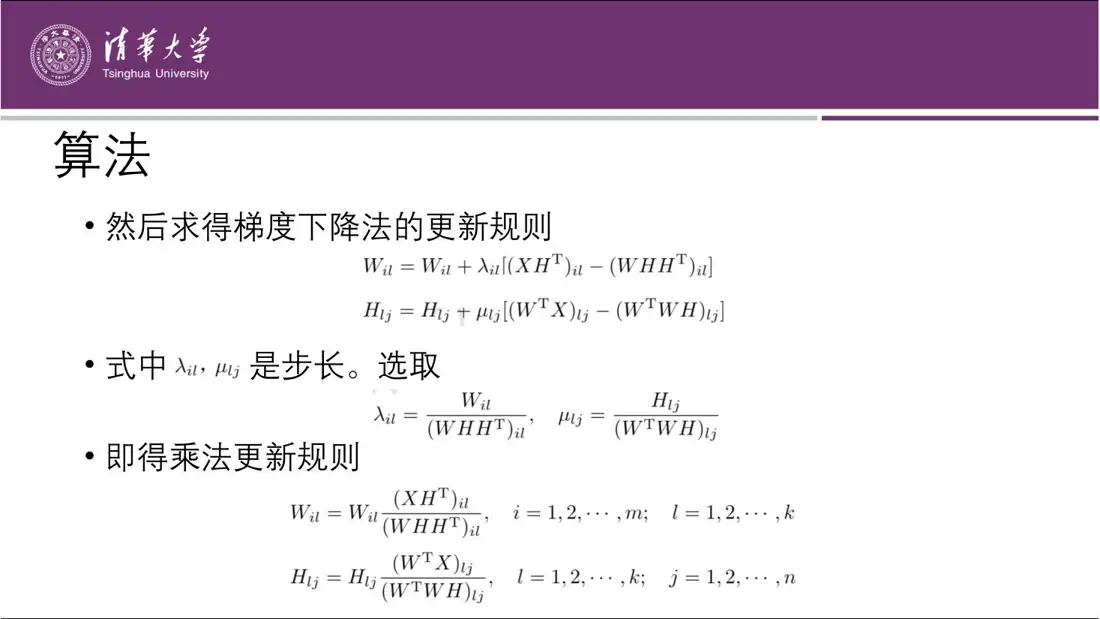 清华大学
Tsinghua University
算法
• 然后求得梯度下降法的更新规则
W_{il} = W_{il} + λ_{il}[(XH^T)_{il} − (WHH^T)_{il}]
H_{lj} = H_{lj} + μ_{lj}[(W^TX)_{lj} − (W^TWH)_{lj}]
• 式中 λ_{il}, μ_{lj} 是步长。选取
λ_{il} = \frac{W_{il}}{(WHH^T)_{il}}, μ_{lj} = \frac{H_{lj}}{(W^TWH)_{lj}}
• 即得乘法更新规则
W_{il} = W_{il}\frac{(XH^T)_{il}}{(WHH^T)_{il}}, i = 1, 2, ⋯, m; l = 1, 2, ⋯, k
H_{lj} = H_{lj}\frac{(W^TX)_{lj}}{(W^TWH)_{lj}}, l = 1, 2, ⋯, k; j = 1, 2, ⋯, n